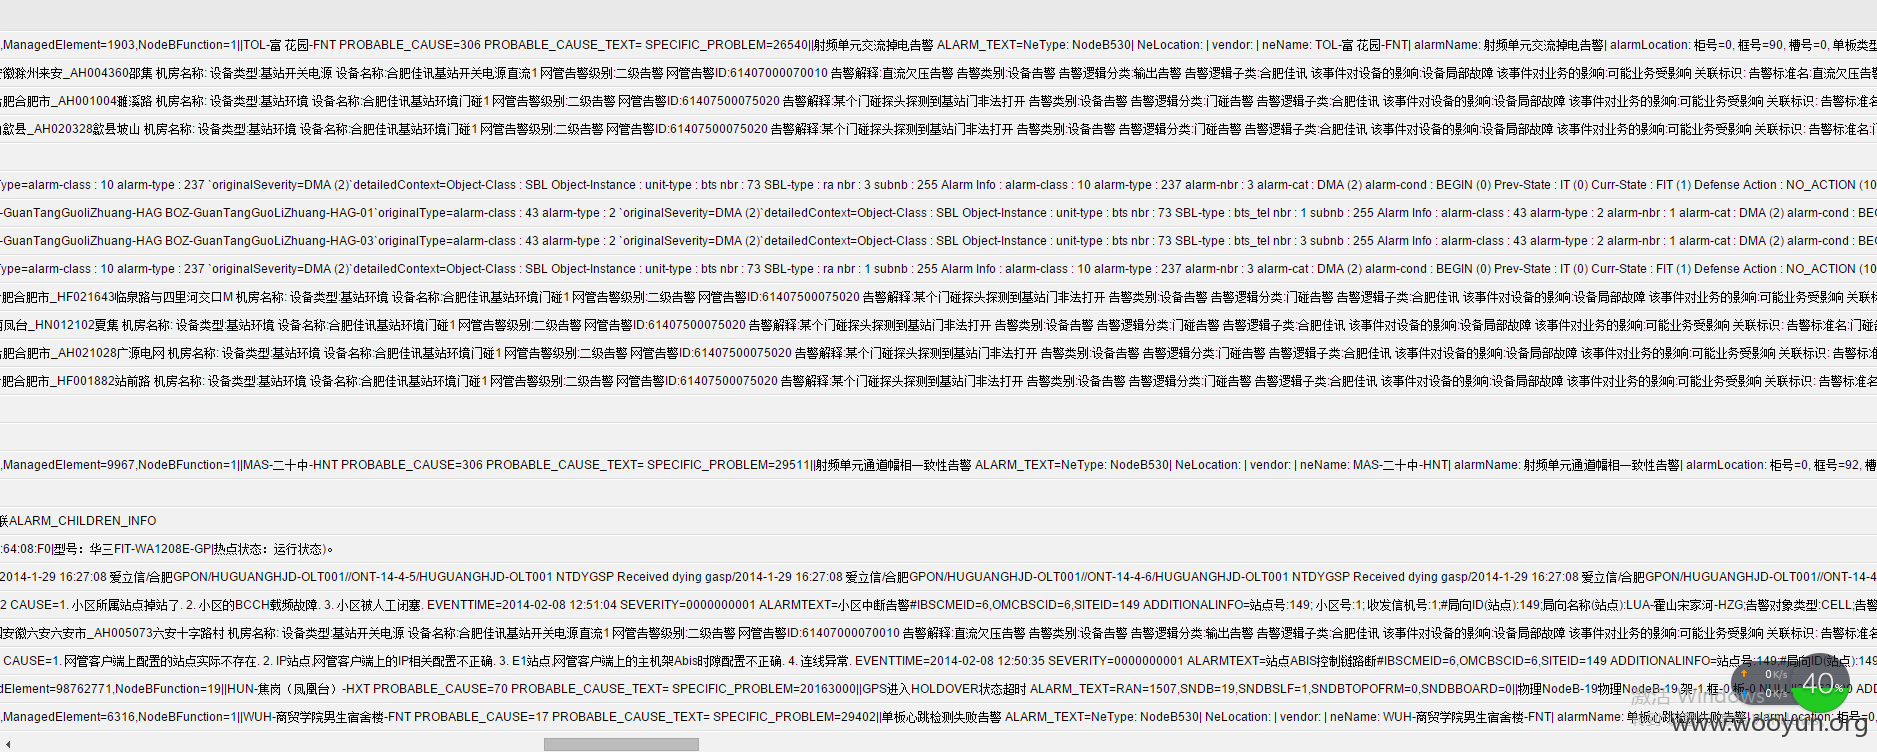 ,ManagedElement=1903,NodeBFunction=1||TOL-富 花园-FNT PROBABLE_CAUSE=306 PROBABLE_CAUSE_TEXT= SPECIFIC_PROBLEM=26540||射频单元交流掉电告警 ALARM_TEXT=NeType: NodeB530| NeLocation: | vendor: | neName: TOL-富 花园-FNT| alarmName: 射频单元交流掉电告警| alarmLocation: 柜号=0, 框号=90, 槽号=0, 单板类型
徽滁州来安_AH004360邵集 机房名称: 设备类型:基站开关电源 设备名称:合肥佳讯基站开关电源直流1 网管告警级别:二级告警 网管告警ID:61407000070010 告警解释:直流欠压告警 告警类别:设备告警 告警逻辑分类:输出告警 告警逻辑子类:合肥佳讯 该事件对设备的影响:设备局部故障 该事件对业务的影响:可能业务受影响 关联标识: 告警标准名:直流欠压告警
肥合肥市_AH001004濉溪路 机房名称: 设备类型:基站环境 设备名称:合肥佳讯基站环境门碰1 网管告警级别:二级告警 网管告警ID:61407500075020 告警解释:某个门碰探头探测到基站门非法打开 告警类别:设备告警 告警逻辑分类:门碰告警 告警逻辑子类:合肥佳讯 该事件对设备的影响:设备局部故障 该事件对业务的影响:可能业务受影响 关联标识: 告警标准名
歙县_AH020328歙县坡山 机房名称: 设备类型:基站环境 设备名称:合肥佳讯基站环境门碰1 网管告警级别:二级告警 网管告警ID:61407500075020 告警解释:某个门碰探头探测到基站门非法打开 告警类别:设备告警 告警逻辑分类:门碰告警 告警逻辑子类:合肥佳讯 该事件对设备的影响:设备局部故障 该事件对业务的影响:可能业务受影响 关联标识: 告警标准名:门
Type=alarm-class : 10 alarm-type : 237 `originalSeverity=DMA (2)`detailedContext=Object-Class : SBL Object-Instance : unit-type : bts nbr : 73 SBL-type : ra nbr : 3 subnb : 255 Alarm Info : alarm-class : 10 alarm-type : 237 alarm-nbr : 3 alarm-cat : DMA (2) alarm-cond : BEGIN (0) Prev-State : IT (0) Curr-State : FIT (1) Defense Action : NO_ACTION (10
-GuanTangGuoliZhuang-HAG BOZ-GuanTangGuoLiZhuang-HAG-01`originalType=alarm-class : 43 alarm-type : 2 `originalSeverity=DMA (2)`detailedContext=Object-Class : SBL Object-Instance : unit-type : bts nbr : 73 SBL-type : bts_tel nbr : 1 subnb : 255 Alarm Info : alarm-class : 43 alarm-type : 2 alarm-nbr : 1 alarm-cat : DMA (2) alarm-cond : BEG
-GuanTangGuoliZhuang-HAG BOZ-GuanTangGuoLiZhuang-HAG-03`originalType=alarm-class : 43 alarm-type : 2 `originalSeverity=DMA (2)`detailedContext=Object-Class : SBL Object-Instance : unit-type : bts nbr : 73 SBL-type : bts_tel nbr : 3 subnb : 255 Alarm Info : alarm-class : 43 alarm-type : 2 alarm-nbr : 1 alarm-cat : DMA (2) alarm-cond : BEG
Type=alarm-class : 10 alarm-type : 237 `originalSeverity=DMA (2)`detailedContext=Object-Class : SBL Object-Instance : unit-type : bts nbr : 73 SBL-type : ra nbr : 1 subnb : 255 Alarm Info : alarm-class : 10 alarm-type : 237 alarm-nbr : 3 alarm-cat : DMA (2) alarm-cond : BEGIN (0) Prev-State : IT (0) Curr-State : FIT (1) Defense Action : NO_ACTION (10
肥合肥市_HF021643临泉路与四里河交口M 机房名称: 设备类型:基站环境 设备名称:合肥佳讯基站环境门碰1 网管告警级别:二级告警 网管告警ID:61407500075020 告警解释:某个门碰探头探测到基站门非法打开 告警类别:设备告警 告警逻辑分类:门碰告警 告警逻辑子类:合肥佳讯 该事件对设备的影响:设备局部故障 该事件对业务的影响:可能业务受影响 关联标
凤台_HN012102夏集 机房名称: 设备类型:基站环境 设备名称:合肥佳讯基站环境门碰1 网管告警级别:二级告警 网管告警ID:61407500075020 告警解释:某个门碰探头探测到基站门非法打开 告警类别:设备告警 告警逻辑分类:门碰告警 告警逻辑子类:合肥佳讯 该事件对设备的影响:设备局部故障 该事件对业务的影响:可能业务受影响 关联标识: 告警标准名:门碰
肥合肥市_AH021028广源电网 机房名称: 设备类型:基站环境 设备名称:合肥佳讯基站环境门碰1 网管告警级别:二级告警 网管告警ID:61407500075020 告警解释:某个门碰探头探测到基站门非法打开 告警类别:设备告警 告警逻辑分类:门碰告警 告警逻辑子类:合肥佳讯 该事件对设备的影响:设备局部故障 该事件对业务的影响:可能业务受影响 关联标识: 告警标准
肥合肥市_HF001882站前路 机房名称: 设备类型:基站环境 设备名称:合肥佳讯基站环境门碰1 网管告警级别:二级告警 网管告警ID:61407500075020 告警解释:某个门碰探头探测到基站门非法打开 告警类别:设备告警 告警逻辑分类:门碰告警 告警逻辑子类:合肥佳讯 该事件对设备的影响:设备局部故障 该事件对业务的影响:可能业务受影响 关联标识: 告警标准名
,ManagedElement=9967,NodeBFunction=1||MAS-二十中-HNT PROBABLE_CAUSE=306 PROBABLE_CAUSE_TEXT= SPECIFIC_PROBLEM=29511||射频单元通道幅相一致性告警 ALARM_TEXT=NeType: NodeB530| NeLocation: | vendor: | neName: MAS-二十中-HNT| alarmName: 射频单元通道幅相一致性告警| alarmLocation: 柜号=0, 框号=92, 槽
联ALARM_CHILDREN_INFO
:64:08:F0|型号：华三FIT-WA1208E-GP|热点状态：运行状态)。
2014-1-29 16:27:08 爱立信/合肥GPON/HUGUANGHJD-OLT001//ONT-14-4-5/HUGUANGHJD-OLT001 NTDYGSP Received dying gasp/2014-1-29 16:27:08 爱立信/合肥GPON/HUGUANGHJD-OLT001//ONT-14-4-6/HUGUANGHJD-OLT001 NTDYGSP Received dying gasp/2014-1-29 16:27:08 爱立信/合肥GPON/HUGUANGHJD-OLT001//ONT-14-4
2 CAUSE=1. 小区所属站点掉站了. 2. 小区的BCCH载频故障. 3. 小区被人工闭塞. EVENTTIME=2014-02-08 12:51:04 SEVERITY=0000000001 ALARMTEXT=小区中断告警#IBSCMEID=6,OMCBSCID=6,SITEID=149 ADDITIONALINFO=站点号:149; 小区号:1; 收发信机号:1;#局向ID(站点):149;局向名称(站点):LUA-霍山宋家河-HZG;告警对象类型:CELL;告警
安徽六安六安市_AH005073六安十字路村 机房名称: 设备类型:基站开关电源 设备名称:合肥佳讯基站开关电源直流1 网管告警级别:二级告警 网管告警ID:61407000070010 告警解释:直流欠压告警 告警类别:设备告警 告警逻辑分类:输出告警 告警逻辑子类:合肥佳讯 该事件对设备的影响:设备局部故障 该事件对业务的影响:可能业务受影响 关联标识: 告警标准名
CAUSE=1. 网管客户端上配置的站点实际不存在. 2. IP站点,网管客户端上的IP相关配置不正确. 3. E1站点,网管客户端上的主机架Abis时隙配置不正确. 4. 连线异常. EVENTTIME=2014-02-08 12:50:35 SEVERITY=0000000001 ALARMTEXT=站点ABIS控制链路断#IBSCMEID=6,OMCBSCID=6,SITEID=149 ADDITIONALINFO=站点号:149;#局向ID(站点):149
dElement=98762771,NodeBFunction=19||HUN-焦岗（凤凰台）-HXT PROBABLE_CAUSE=70 PROBABLE_CAUSE_TEXT= SPECIFIC_PROBLEM=20163000||GPS进入HOLDOVER状态超时 ALARM_TEXT=RAN=1507,SNDB=19,SNDBSLF=1,SNDBTOPOFRM=0,SNDBBOARD=0||物理NodeB-19物理NodeB-19,架-1,框-0
,ManagedElement=6316,NodeBFunction=1||WUH-商贸学院男生宿舍楼-FNT PROBABLE_CAUSE=17 PROBABLE_CAUSE_TEXT= SPECIFIC_PROBLEM=29402||单板心跳检测失败告警 ALARM_TEXT=NeType: NodeB530| NeLocation: | vendor: | neName: WUH-商贸学院男生宿舍楼-FNT| alarmName: 单板心跳检测失败告警| alarmLocation: 柜号=0,
0K/s
0K/s
40%
激活 Windows
www.wooyun.org